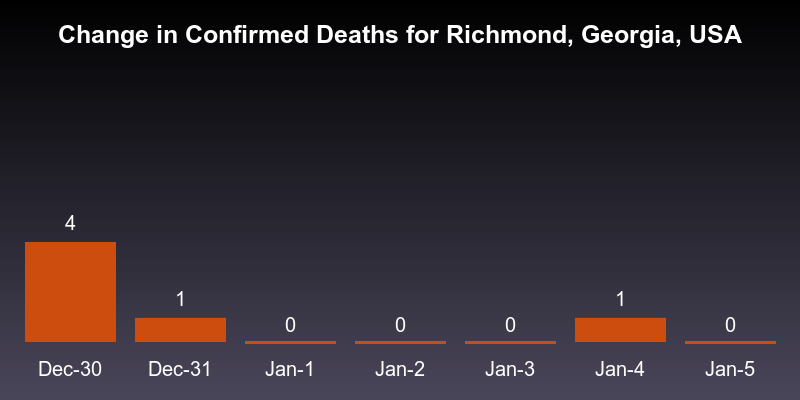 Change in Confirmed Deaths for Richmond, Georgia, USA
4
1
0
0
0
1
0
Dec-30
Dec-31
Jan-1
Jan-2
Jan-3
Jan-4
Jan-5